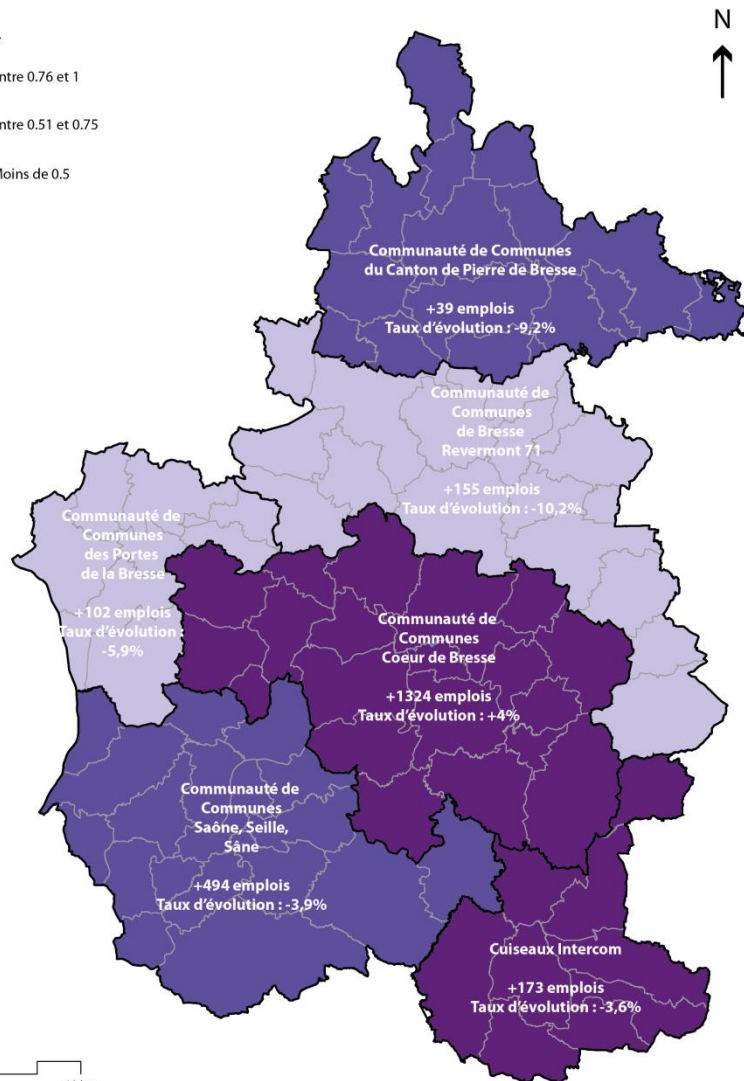 N
entre 0.76 et 1
entre 0.51 et 0.75
Moins de 0.5
Communauté de Communes
du Canton de Pierre de Bresse
+39 emplois
Taux d'évolution : -9,2%
Communauté de
Communes
de Bresse
Revermont 71
+155 emplois
Taux d'évolution : -10,2%
Communauté de
Communes
des Portes
de la Bresse
+102 emplois
Taux d'évolution :
-5,9%
Communauté de
Communes
Coeur de Bresse
+1324 emplois
Taux d'évolution : +4%
Communauté de
Communes
Saône, Seille,
Sâne
+494 emplois
Taux d'évolution : -3,9%
Cuiseaux Intercom
+173 emplois
Taux d'évolution : -3,6%